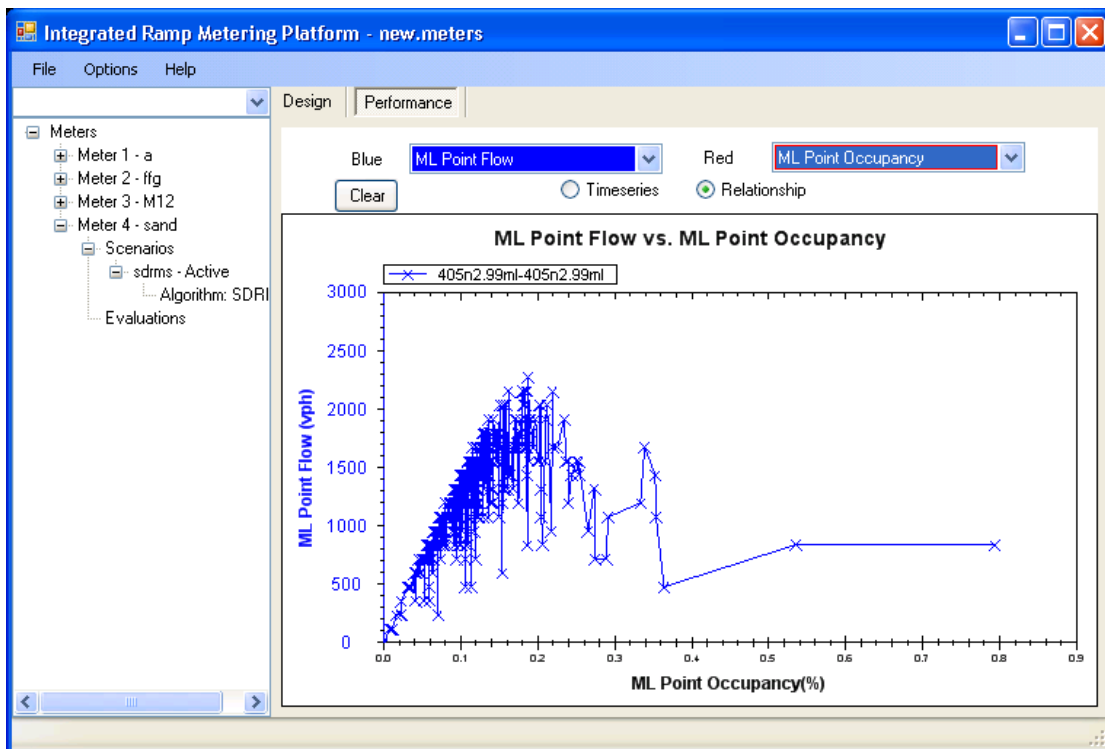 Integrated Ramp Metering Platform - new.meters
File Options Help
Design Performance
Meters
Meter 1 - a
Meter 2 - ffg
Meter 3 - M12
Meter 4 - sand
Scenarios
sdrms - Active
Algorithm: SDRI
Evaluations
Blue ML Point Flow Red ML Point Occupancy
Clear Timeseries Relationship
ML Point Flow vs. ML Point Occupancy
405n2.99ml-405n2.99ml
3000
2500
2000
1500
1000
500
0
ML Point Flow (vph)
0.0 0.1 0.2 0.3 0.4 0.5 0.6 0.7 0.8 0.9
ML Point Occupancy(%)